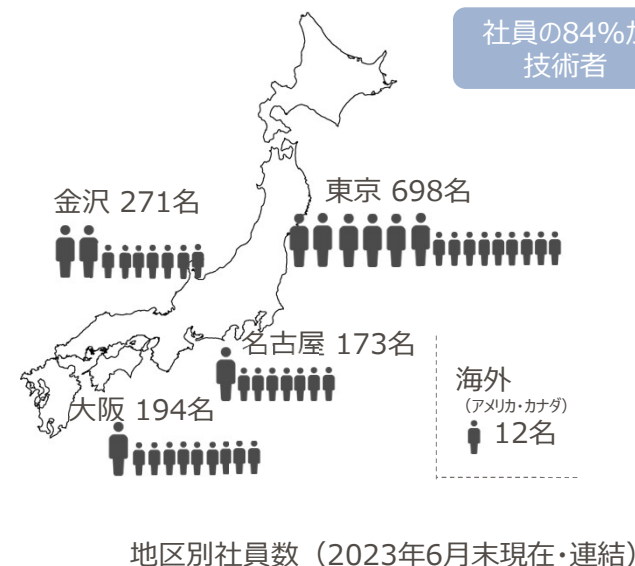 社員の84%が
技術者
金沢 271名
東京 698名
名古屋 173名
大阪 194名
海外
（アメリカ・カナダ）
12名
地区別社員数（2023年6月末現在・連結）